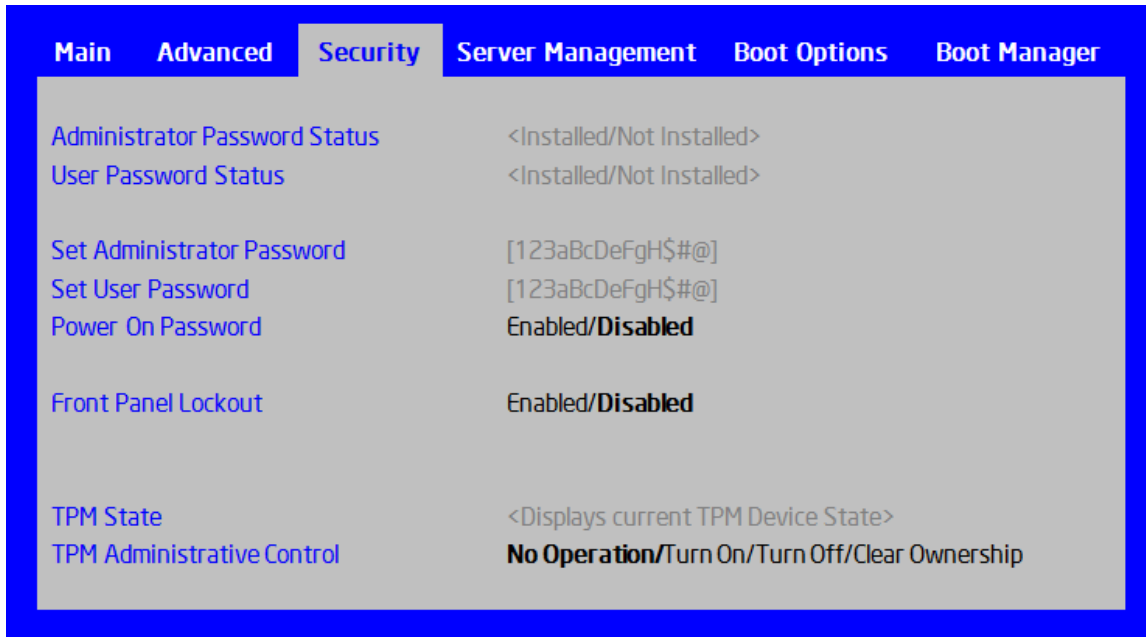 Main Advanced Security Server Management Boot Options Boot Manager
Administrator Password Status <Installed/Not Installed>
User Password Status <Installed/Not Installed>
Set Administrator Password [123aBcDeFgH$#@]
Set User Password [123aBcDeFgH$#@]
Power On Password Enabled/Disabled
Front Panel Lockout Enabled/Disabled
TPM State <Displays current TPM Device State>
TPM Administrative Control No Operation/Turn On/Turn Off/Clear Ownership